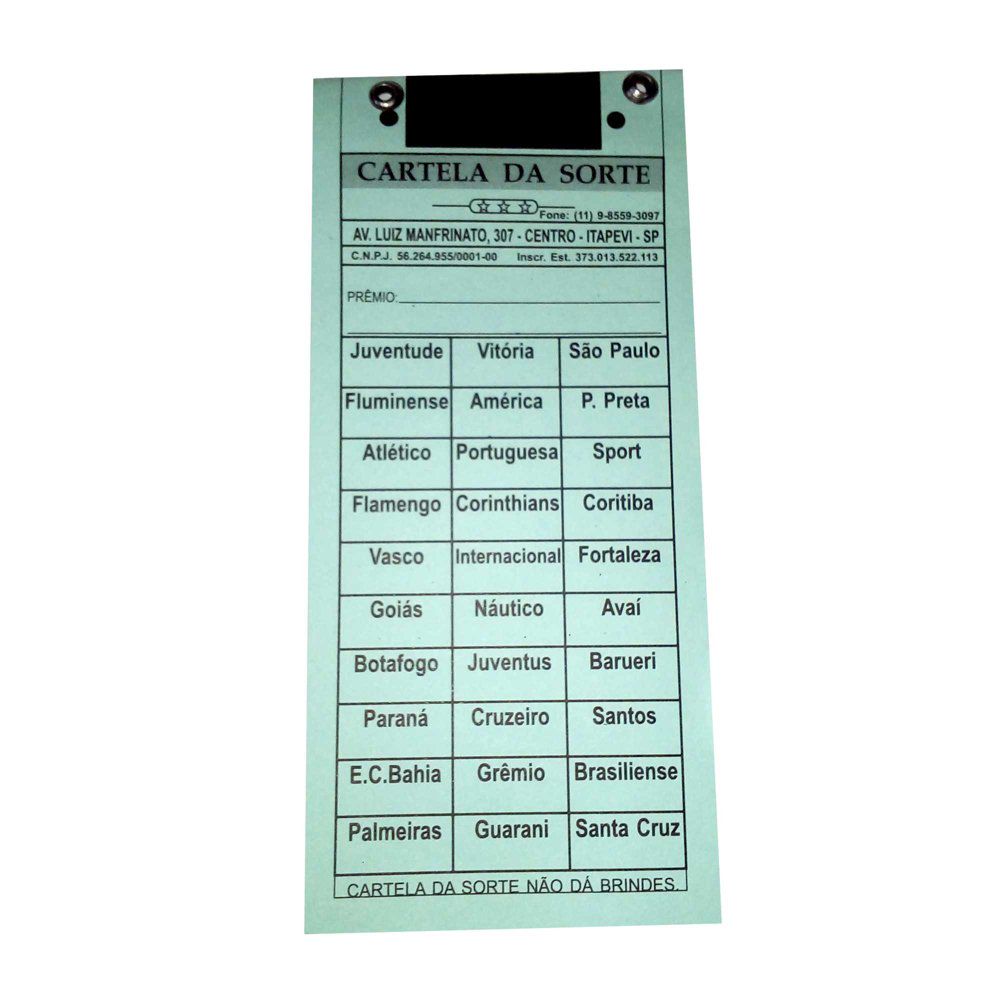 CARTELA DA SORTE
Fone: (11) 9-8559-3097
AV. LUIZ MANFRINATO, 307 - CENTRO - ITAPEVI - SP
C.N.P.J. 56.264.955/0001-00 Inscr. Est. 373.013.522.113
PRÊMIO:
Juventude Vitória São Paulo
Fluminense América P. Preta
Atlético Portuguesa Sport
Flamengo Corinthians Coritiba
Vasco Internacional Fortaleza
Goiás Náutico Avaí
Botafogo Juventus Barueri
Paraná Cruzeiro Santos
E.C.Bahia Grêmio Brasiliense
Palmeiras Guarani Santa Cruz
CARTELA DA SORTE NÃO DÁ BRINDES.